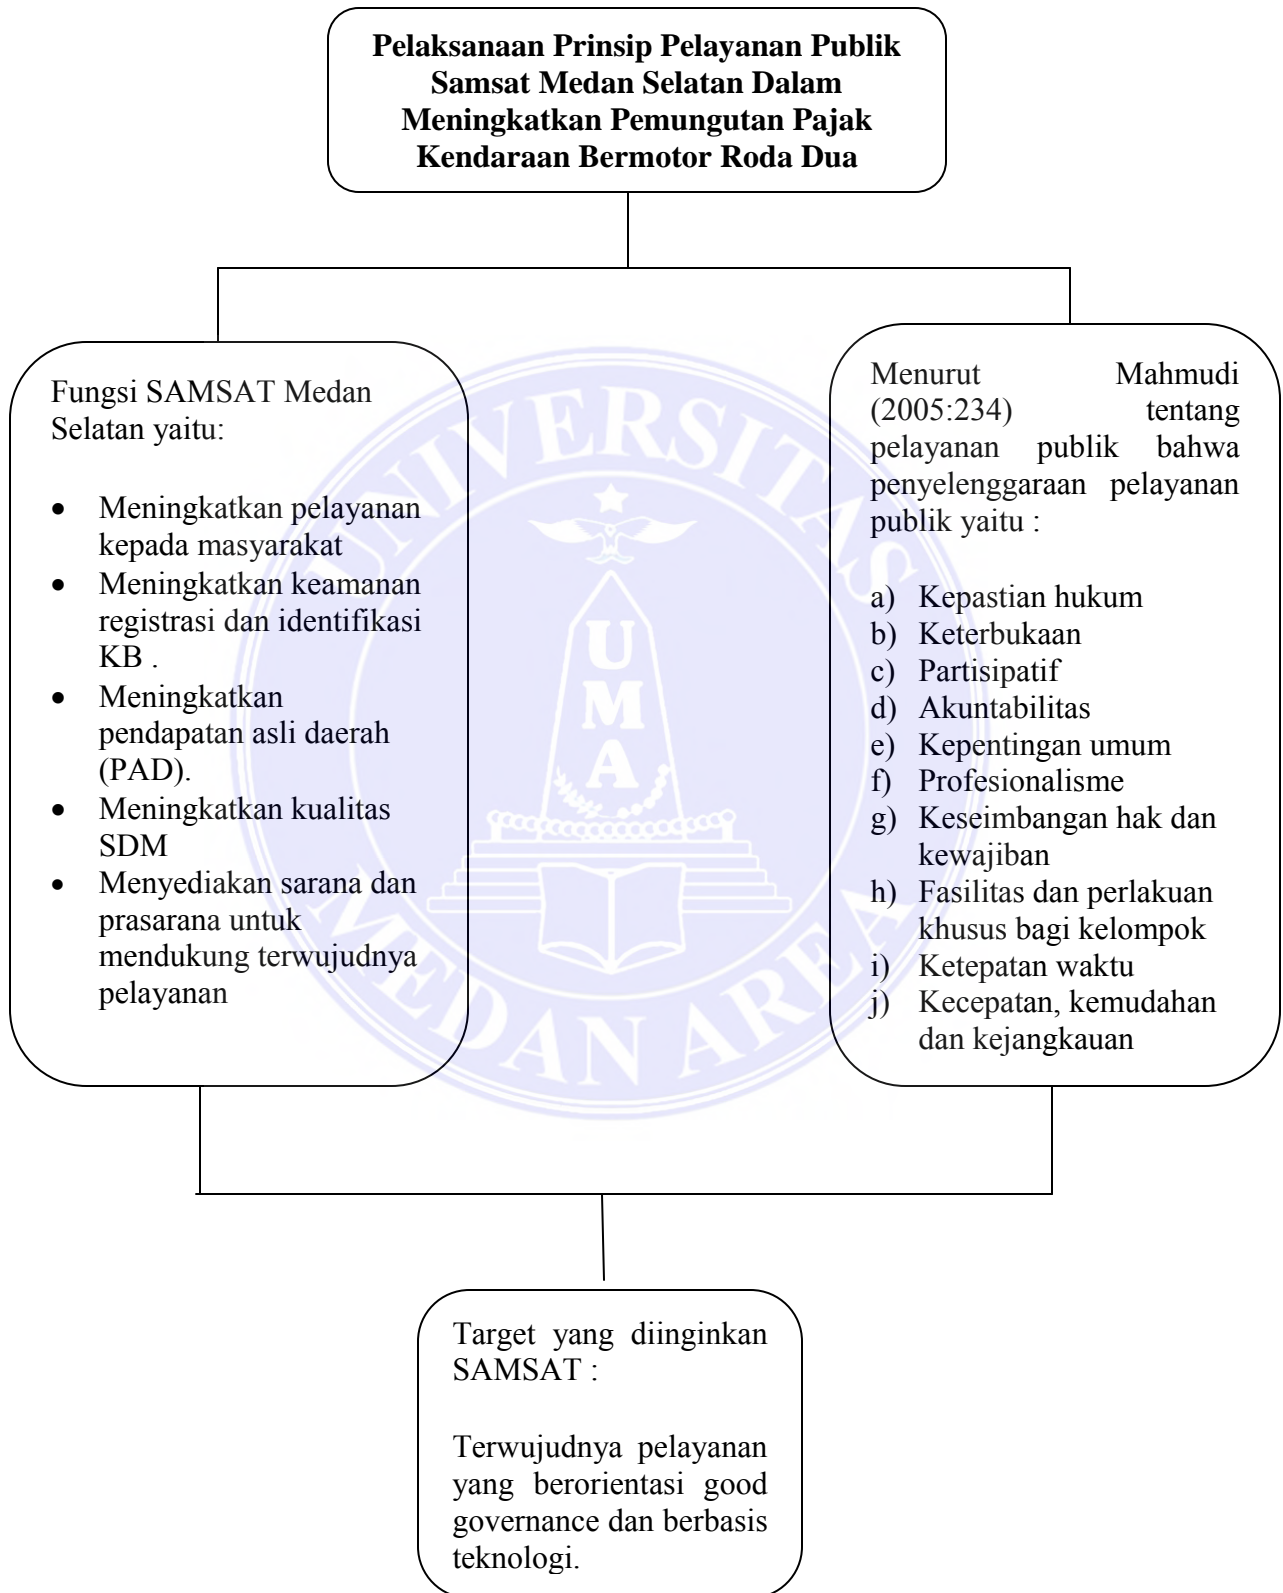 Pelaksanaan Prinsip Pelayanan Publik
Samsat Medan Selatan Dalam
Meningkatkan Pemungutan Pajak
Kendaraan Bermotor Roda Dua
Fungsi SAMSAT Medan
Selatan yaitu:
• Meningkatkan pelayanan
kepada masyarakat
• Meningkatkan keamanan
registrasi dan identifikasi
KB .
• Meningkatkan
pendapatan asli daerah
(PAD).
• Meningkatkan kualitas
SDM
• Menyediakan sarana dan
prasarana untuk
mendukung terwujudnya
pelayanan
Menurut Mahmudi
(2005:234) tentang
pelayanan publik bahwa
penyelenggaraan pelayanan
publik yaitu :
a) Kepastian hukum
b) Keterbukaan
c) Partisipatif
d) Akuntabilitas
e) Kepentingan umum
f) Profesionalisme
g) Keseimbangan hak dan
kewajiban
h) Fasilitas dan perlakuan
khusus bagi kelompok
i) Ketepatan waktu
j) Kecepatan, kemudahan
dan kejangkauan
UNIVERSITAS
UMA
MEDAN AREA
Target yang diinginkan
SAMSAT :
Terwujudnya pelayanan
yang berorientasi good
governance dan berbasis
teknologi.